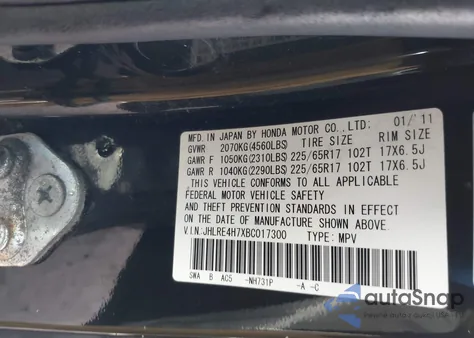 MFD. IN JAPAN BY HONDA MOTOR CO., LTD: 01/'11
GVWR 2070KG(4560LBS) TIRE SIZE RIM SIZE
GAWR F 1050KG(2310LBS) 225/65R17 102T 17X6.5J
GAWR R 1040KG(2290LBS) 225/65R17 102T 17X6.5J
THIS VEHICLE CONFORMS TO ALL APPLICABLE
FEDERAL MOTOR VEHICLE SAFETY
AND THEFT PREVENTION STANDARDS IN EFFECT
ON THE DATE OF MANUFACTURE SHOWN ABOVE.
V.I.N: JHLRE4H7XBC017300 TYPE: MPV
SWA B AC5 -NH731P -A -C
autoSnap